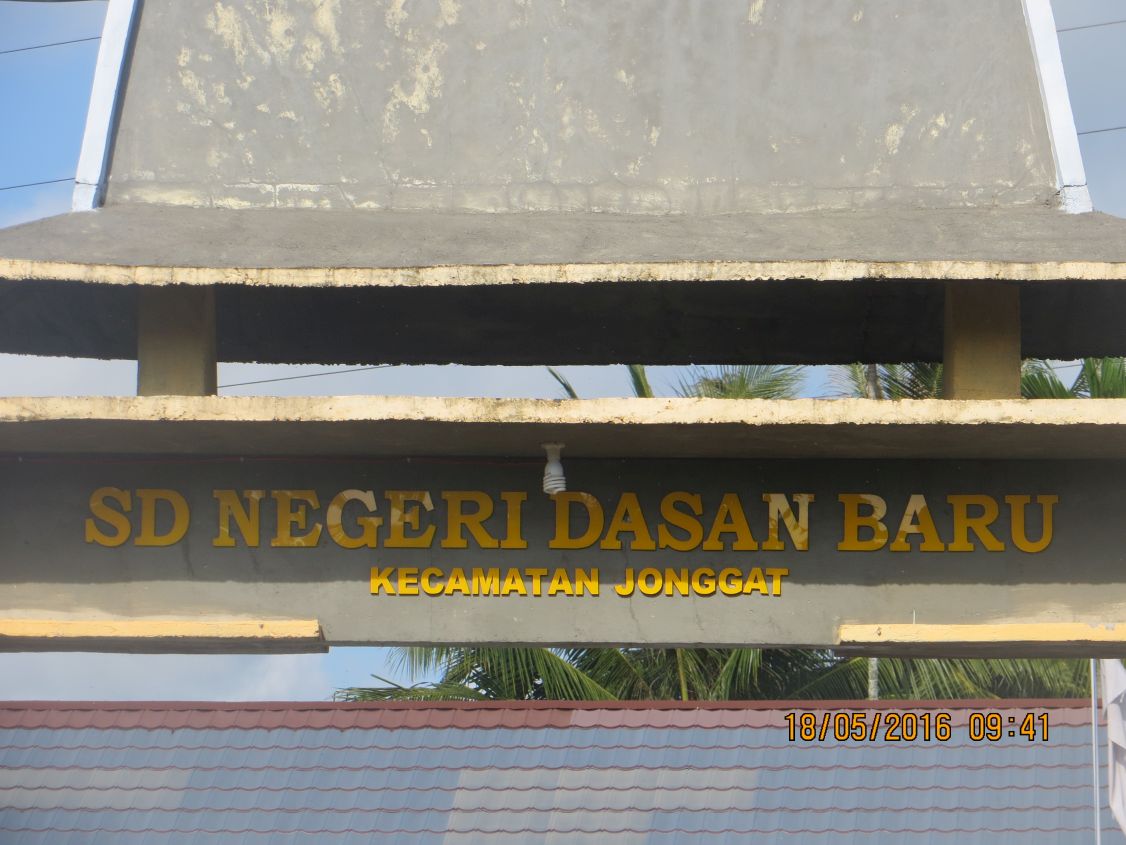 SD NEGERI DASAN BARU
KECAMATAN JONGGAT
18/05/2016 09:41